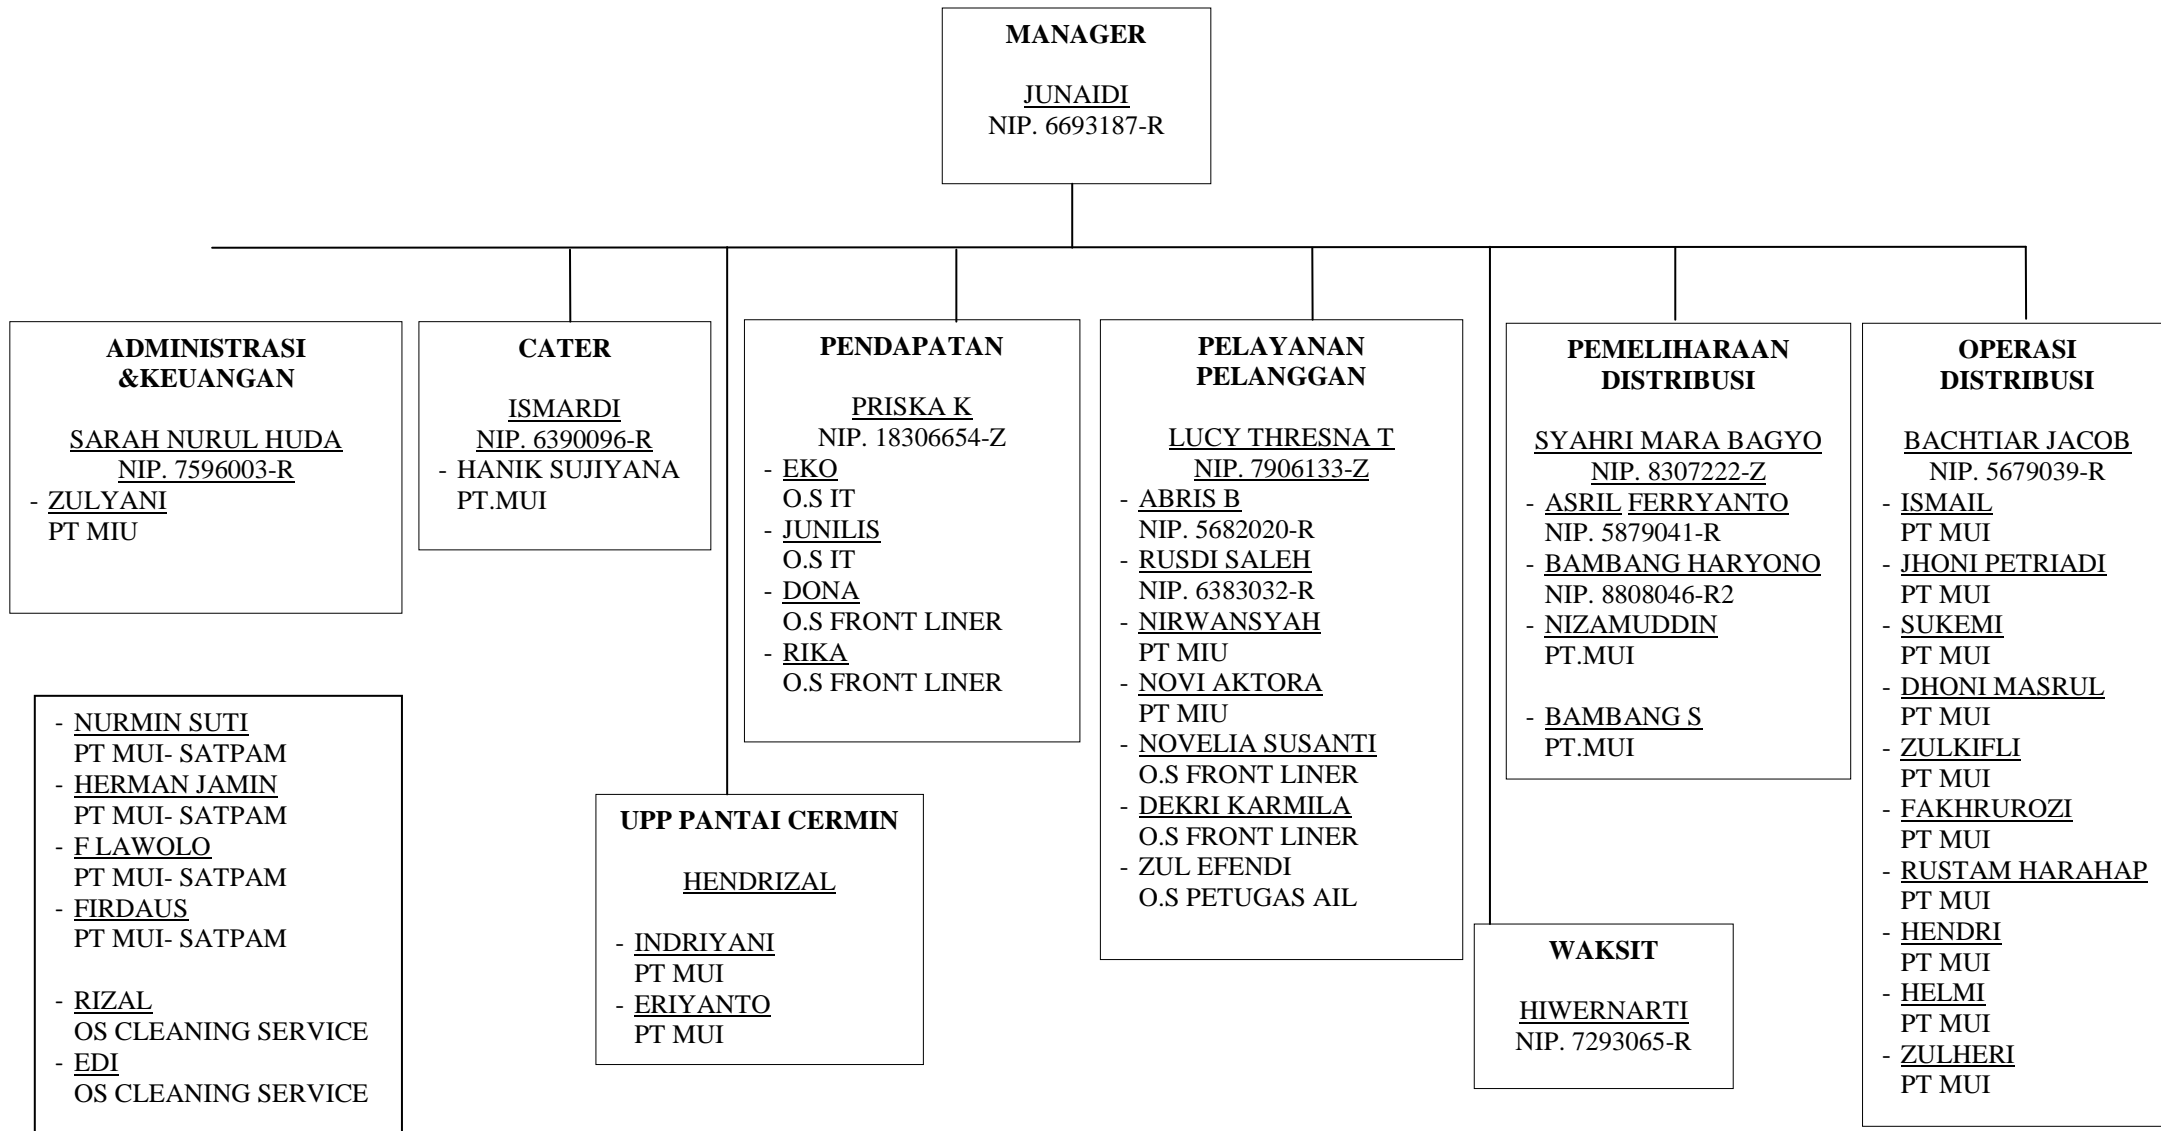 MANAGER
JUNAIDI
NIP. 6693187-R
ADMINISTRASI
&KEUANGAN
SARAH NURUL HUDA
NIP. 7596003-R
- ZULYANI
PT MIU
CATER
ISMARDI
NIP. 6390096-R
- HANIK SUJIYANA
PT.MUI
PENDAPATAN
PRISKA K
NIP. 18306654-Z
- EKO
O.S IT
- JUNILIS
O.S IT
- DONA
O.S FRONT LINER
- RIKA
O.S FRONT LINER
PELAYANAN
PELANGGAN
LUCY THRESNA T
NIP. 7906133-Z
- ABRIS B
NIP. 5682020-R
- RUSDI SALEH
NIP. 6383032-R
- NIRWANSYAH
PT MIU
- NOVI AKTORA
PT MIU
- NOVELIA SUSANTI
O.S FRONT LINER
- DEKRI KARMILA
O.S FRONT LINER
- ZUL EFENDI
O.S PETUGAS AIL
PEMELIHARAAN
DISTRIBUSI
SYAHRI MARA BAGYO
NIP. 8307222-Z
- ASRIL FERRYANTO
NIP. 5879041-R
- BAMBANG HARYONO
NIP. 8808046-R2
- NIZAMUDDIN
PT.MUI
- BAMBANG S
PT.MUI
OPERASI
DISTRIBUSI
BACHTIAR JACOB
NIP. 5679039-R
- ISMAIL
PT MUI
- JHONI PETRIADI
PT MUI
- SUKEMI
PT MUI
- DHONI MASRUL
PT MUI
- ZULKIFLI
PT MUI
- FAKHRUROZI
PT MUI
- RUSTAM HARAHAP
PT MUI
- HENDRI
PT MUI
- HELMI
PT MUI
- ZULHERI
PT MUI
- NURMIN SUTI
PT MUI- SATPAM
- HERMAN JAMIN
PT MUI- SATPAM
- F LAWOLO
PT MUI- SATPAM
- FIRDAUS
PT MUI- SATPAM
- RIZAL
OS CLEANING SERVICE
- EDI
OS CLEANING SERVICE
UPP PANTAI CERMIN
HENDRIZAL
- INDRIYANI
PT MUI
- ERIYANTO
PT MUI
WAKSIT
HIWERNARTI
NIP. 7293065-R